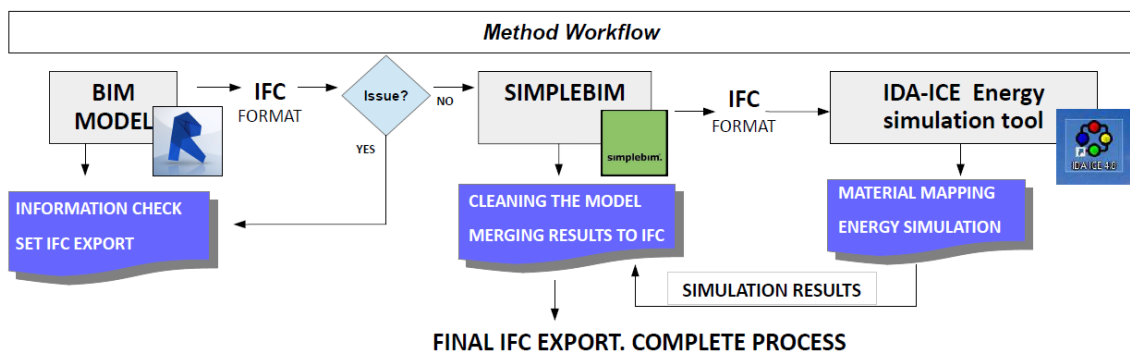 Method Workflow
BIM
MODEL
IFC
FORMAT
Issue?
NO
YES
SIMPLEBIM
simplebim.
IFC
FORMAT
IDA-ICE Energy
simulation tool
IDA ICE 4.6
INFORMATION CHECK
SET IFC EXPORT
CLEANING THE MODEL
MERGING RESULTS TO IFC
MATERIAL MAPPING
ENERGY SIMULATION
SIMULATION RESULTS
FINAL IFC EXPORT. COMPLETE PROCESS